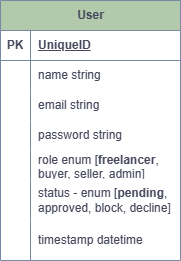 User
PK UniqueID
name string
email string
password string
role enum [freelancer,
buyer, seller, admin]
status - enum [pending,
approved, block, decline]
timestamp datetime